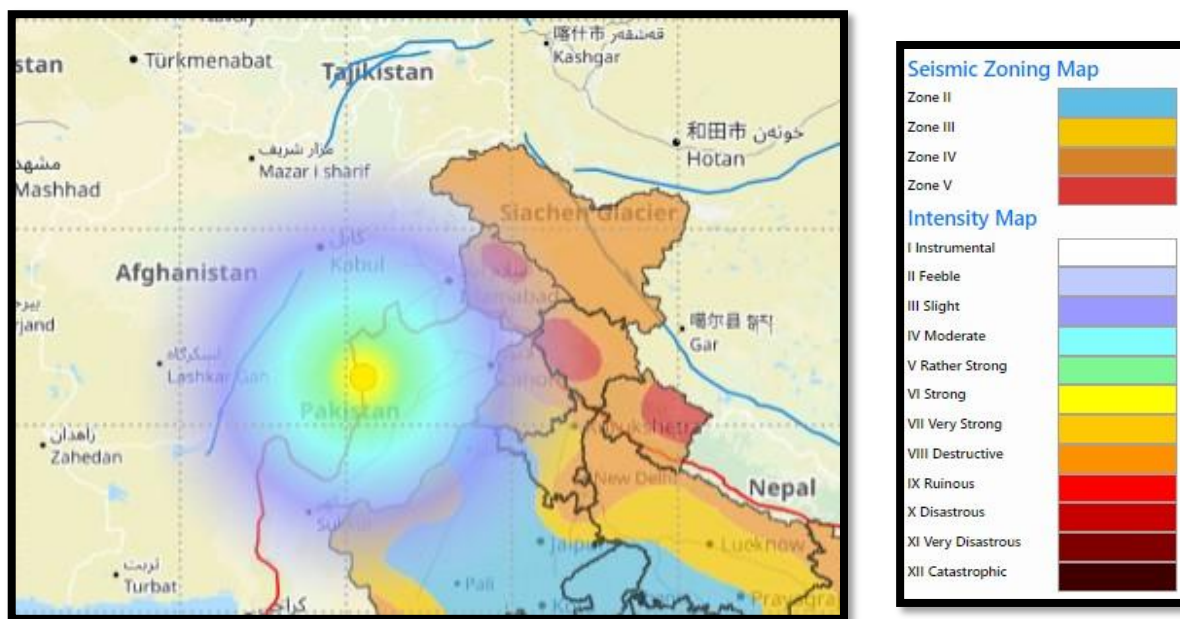 喀什市 قەشقەر
Kashgar
stan
Türkmenabat
Tajikistan
和田市 خوتەن
Hotan
مزار شریف
Mazar i sharif
مشهد
Mashhad
Siachen Glacier
کابل
Kabul
Afghanistan
jand
噶尔县
Gar
لشکرگاه
Lashkar Gah
Lahore
Pakistan
Kurukshetra
زاهدان
Zahedan
New Delhi
Nepal
Jaipur
Lucknow
تربت
Turbat
Pali
کراچی
Prayagra
Seismic Zoning Map
Zone II
Zone III
Zone IV
Zone V
Intensity Map
I Instrumental
II Feeble
III Slight
IV Moderate
V Rather Strong
VI Strong
VII Very Strong
VIII Destructive
IX Ruinous
X Disastrous
XI Very Disastrous
XII Catastrophic